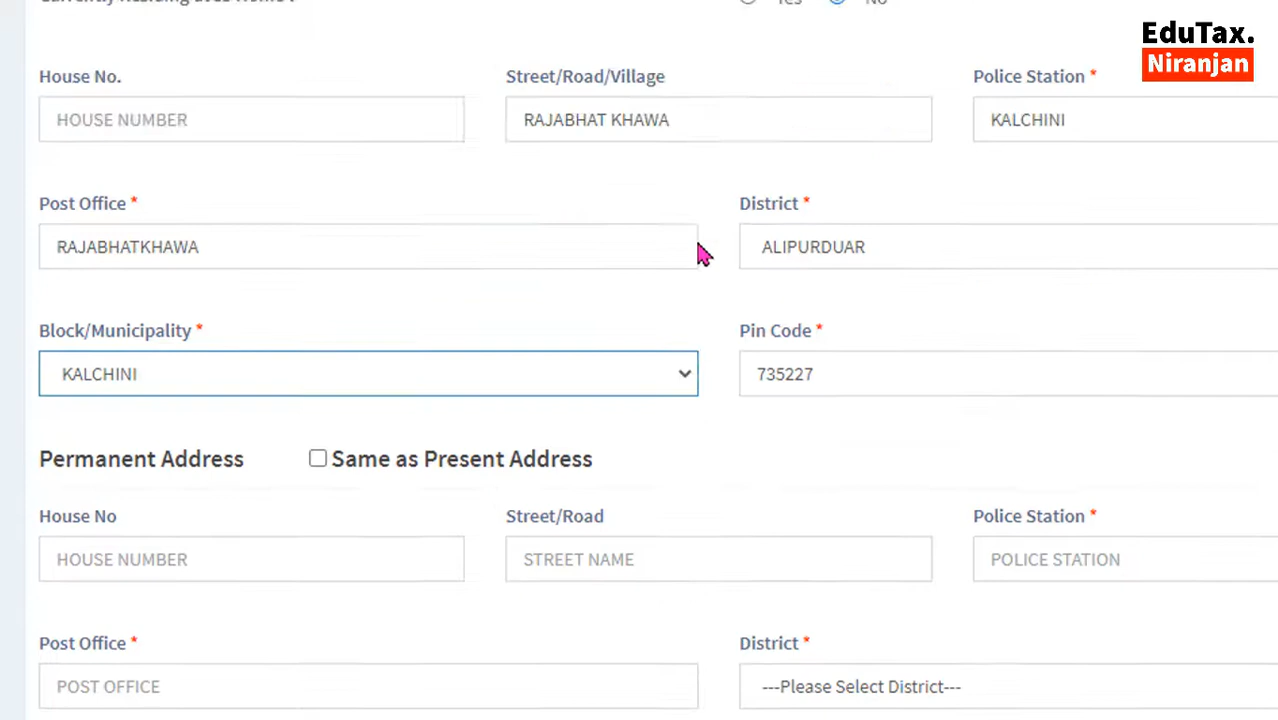 Yes No
EduTax.
Niranjan
House No. Street/Road/Village Police Station *
HOUSE NUMBER RAJABHAT KHAWA KALCHINI
Post Office * District *
RAJABHATKHAWA ALIPURDUAR
Block/Municipality * Pin Code *
KALCHINI 735227
Permanent Address Same as Present Address
House No Street/Road Police Station *
HOUSE NUMBER STREET NAME POLICE STATION
Post Office * District *
POST OFFICE ---Please Select District---